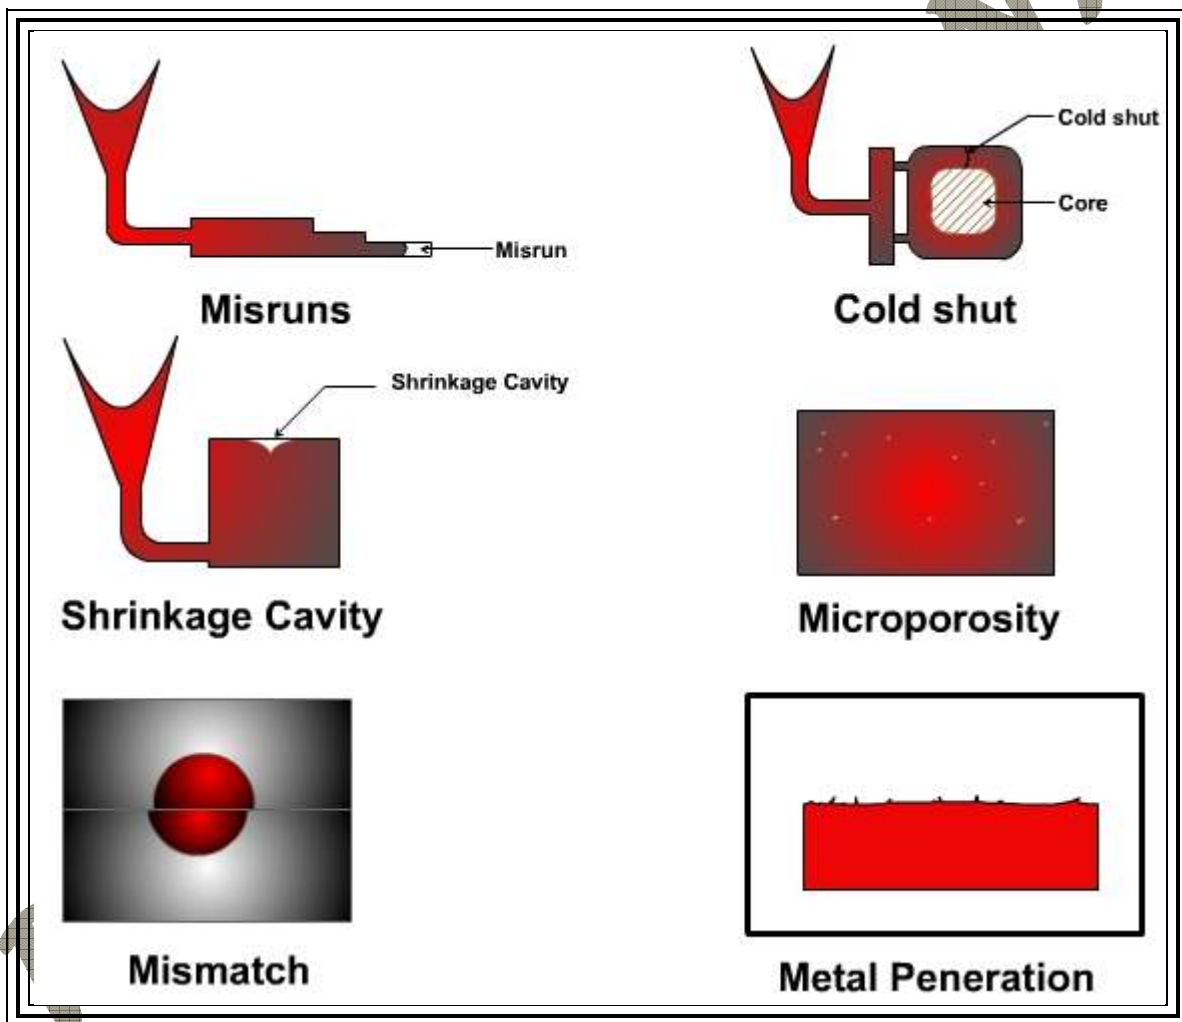 Cold shut
Core
Misrun
Misruns
Cold shut
Shrinkage Cavity
Shrinkage Cavity
Microporosity
Mismatch
Metal Peneration